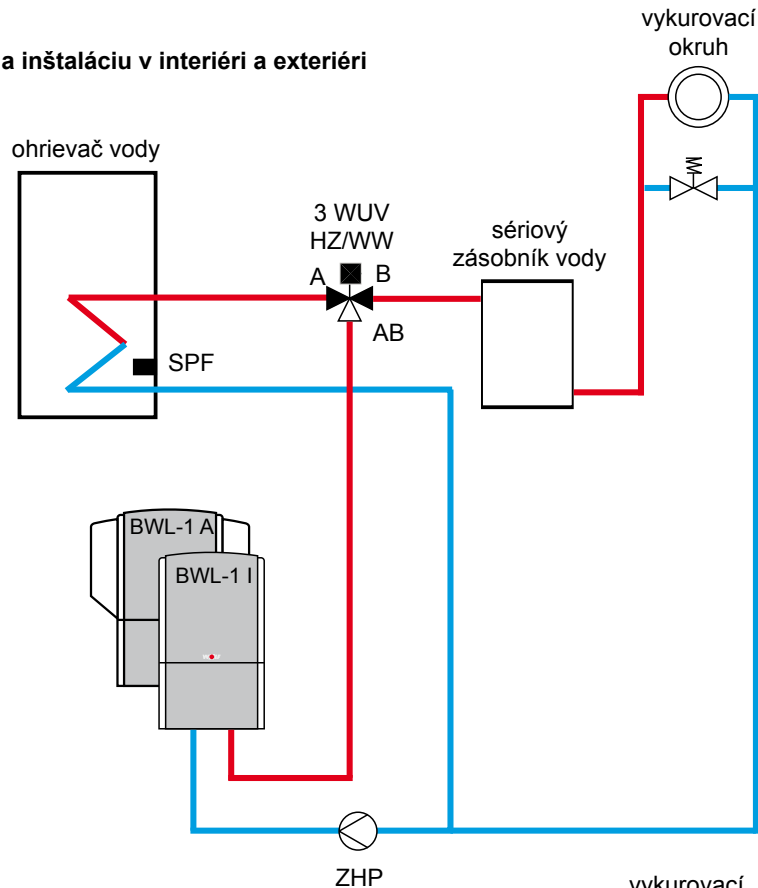 vykurovací
okruh
a inštaláciu v interiéri a exteriéri
ohrievač vody
3 WUV
HZ/WW
A
B
AB
sériový
zásobník vody
SPF
BWL-1 A
BWL-1 I
ZHP
vykurovací